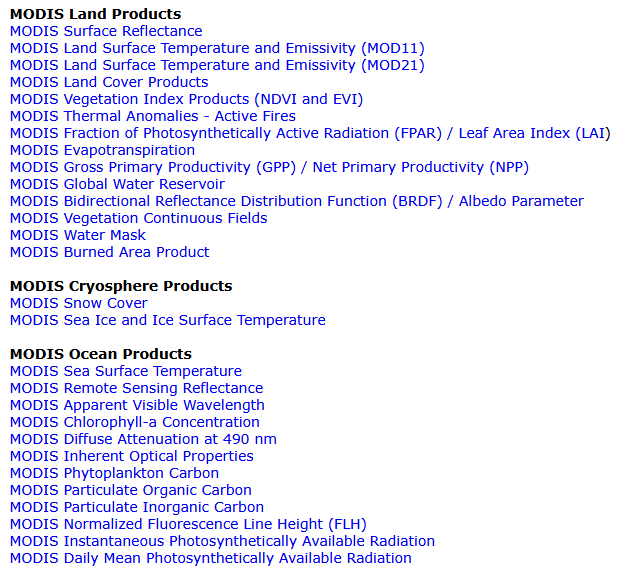 MODIS Land Products
MODIS Surface Reflectance
MODIS Land Surface Temperature and Emissivity (MOD11)
MODIS Land Surface Temperature and Emissivity (MOD21)
MODIS Land Cover Products
MODIS Vegetation Index Products (NDVI and EVI)
MODIS Thermal Anomalies - Active Fires
MODIS Fraction of Photosynthetically Active Radiation (FPAR) / Leaf Area Index (LAI)
MODIS Evapotranspiration
MODIS Gross Primary Productivity (GPP) / Net Primary Productivity (NPP)
MODIS Global Water Reservoir
MODIS Bidirectional Reflectance Distribution Function (BRDF) / Albedo Parameter
MODIS Vegetation Continuous Fields
MODIS Water Mask
MODIS Burned Area Product
MODIS Cryosphere Products
MODIS Snow Cover
MODIS Sea Ice and Ice Surface Temperature
MODIS Ocean Products
MODIS Sea Surface Temperature
MODIS Remote Sensing Reflectance
MODIS Apparent Visible Wavelength
MODIS Chlorophyll-a Concentration
MODIS Diffuse Attenuation at 490 nm
MODIS Inherent Optical Properties
MODIS Phytoplankton Carbon
MODIS Particulate Organic Carbon
MODIS Particulate Inorganic Carbon
MODIS Normalized Fluorescence Line Height (FLH)
MODIS Instantaneous Photosynthetically Available Radiation
MODIS Daily Mean Photosynthetically Available Radiation